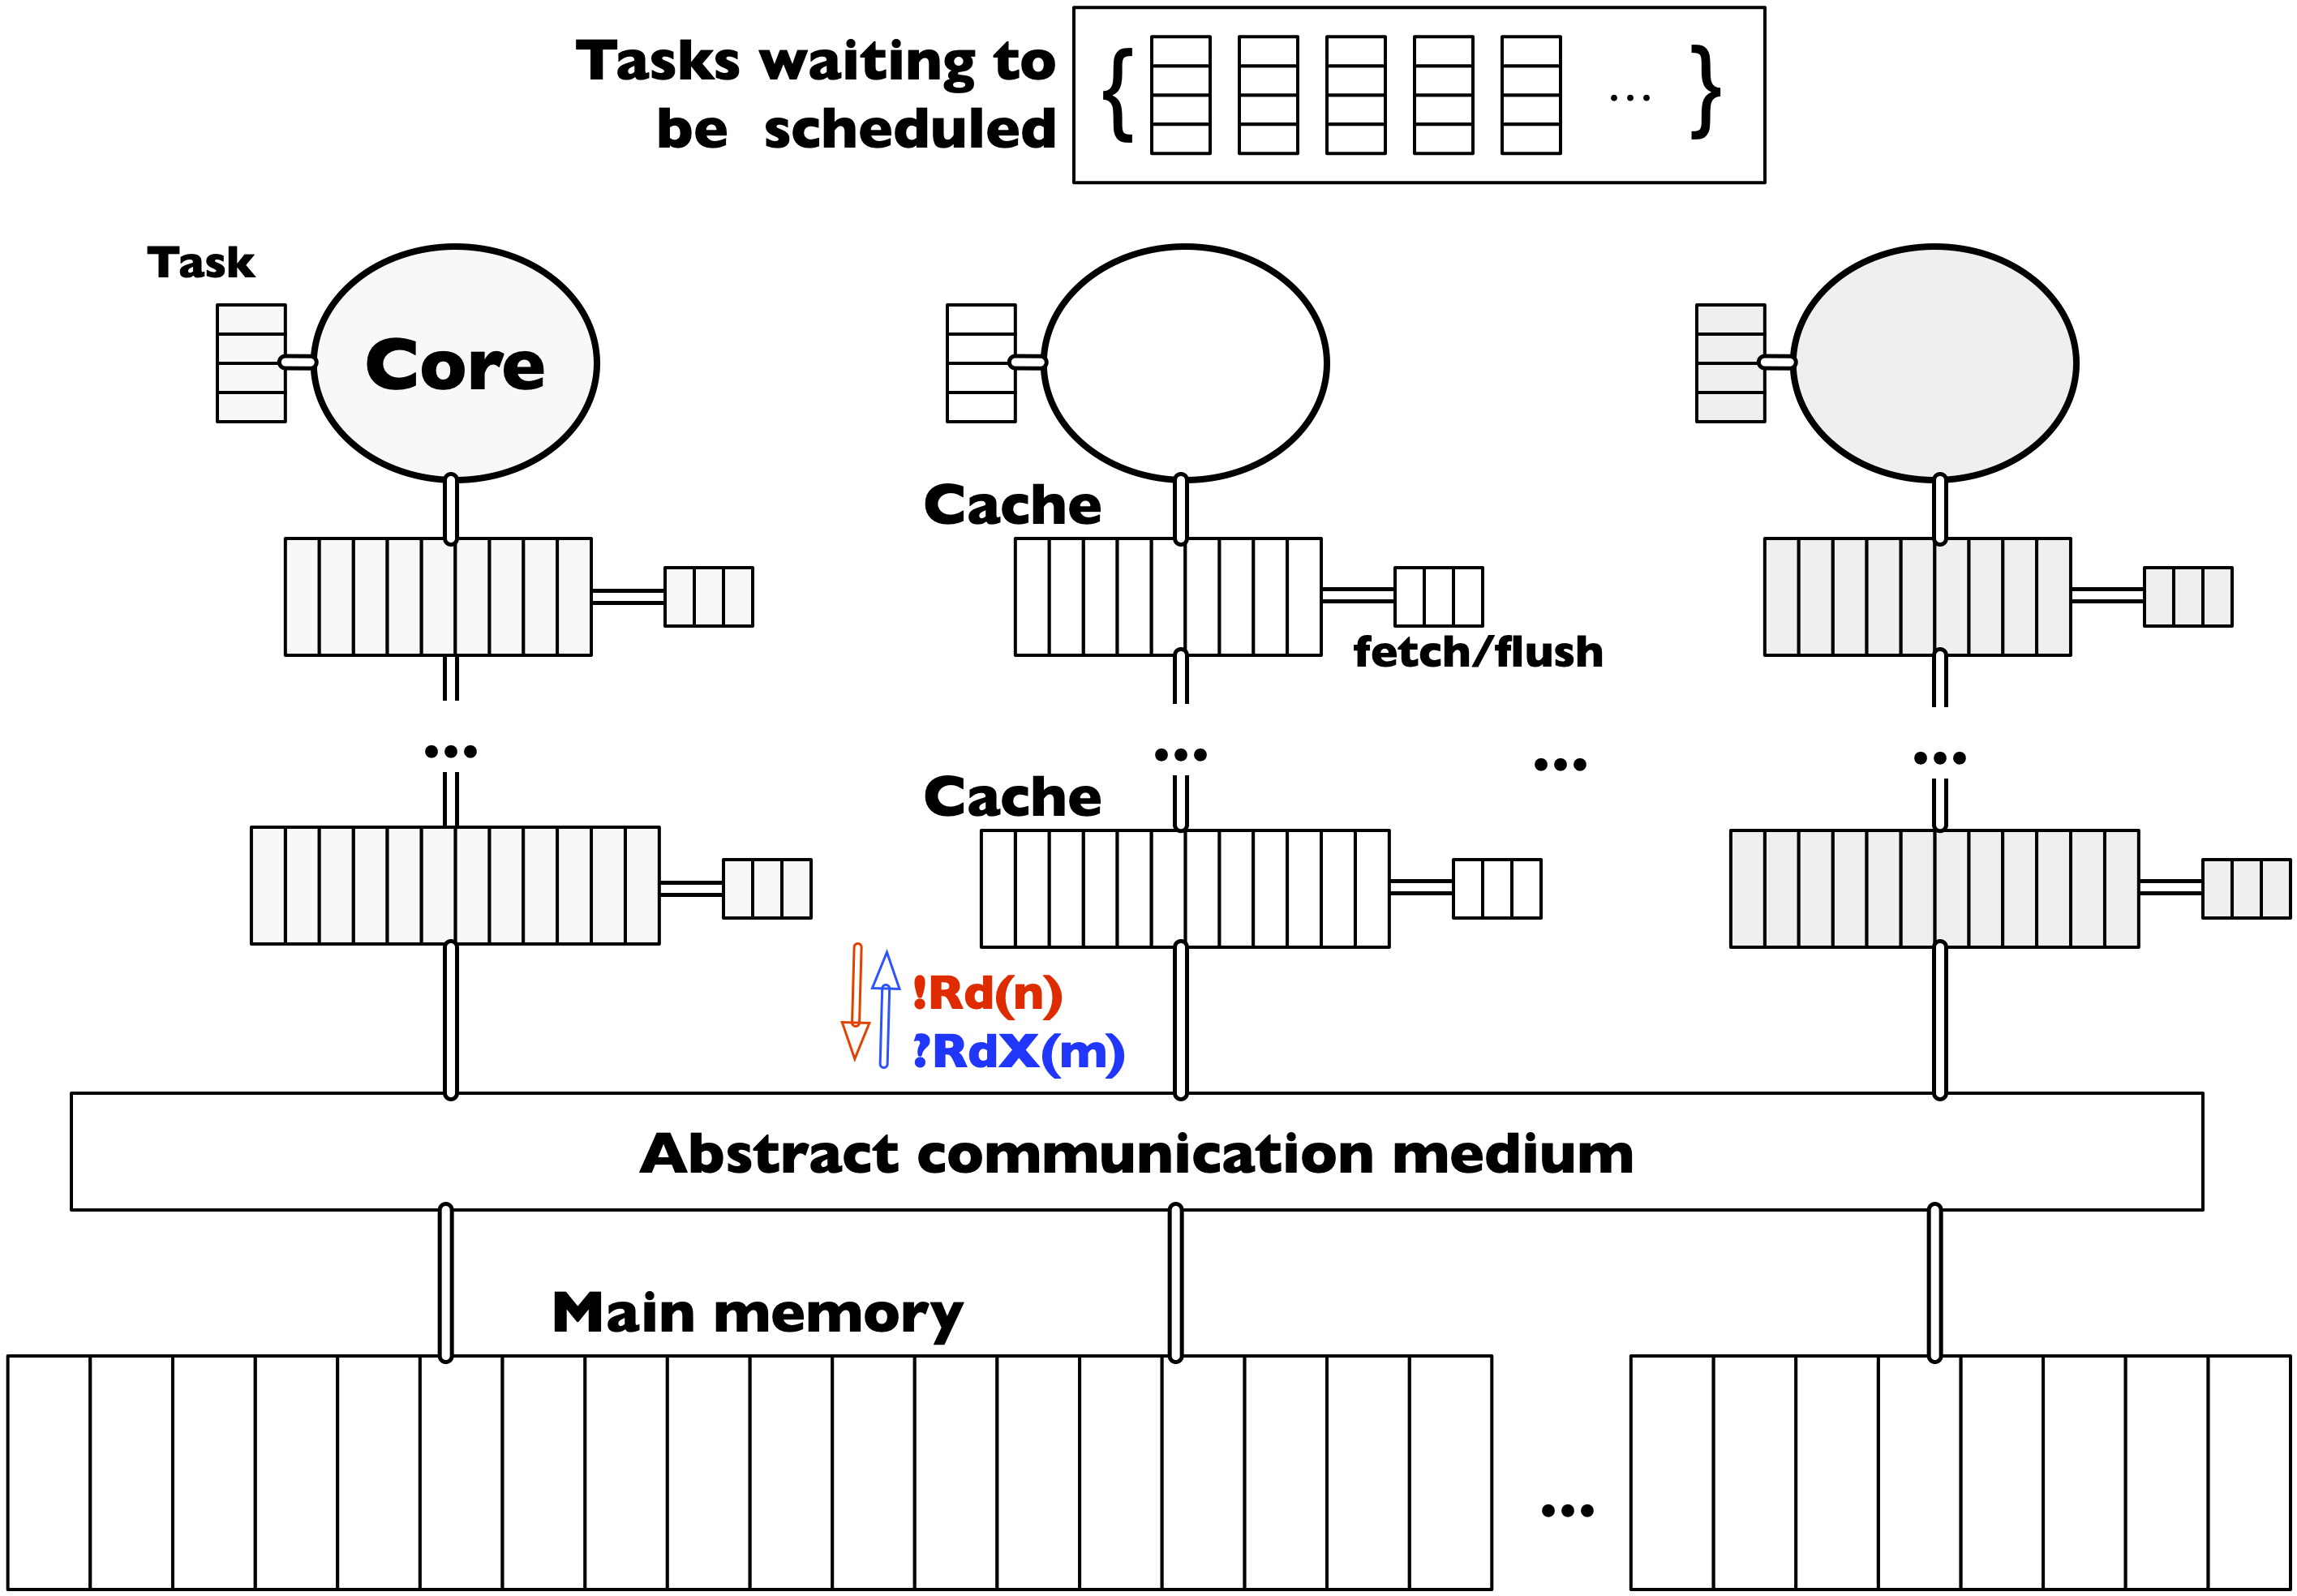 Tasks waiting to
be scheduled
{ ... }
Task
Core
Cache
fetch/flush
...
...
...
...
Cache
!Rd(n)
?RdX(m)
Abstract communication medium
Main memory
...